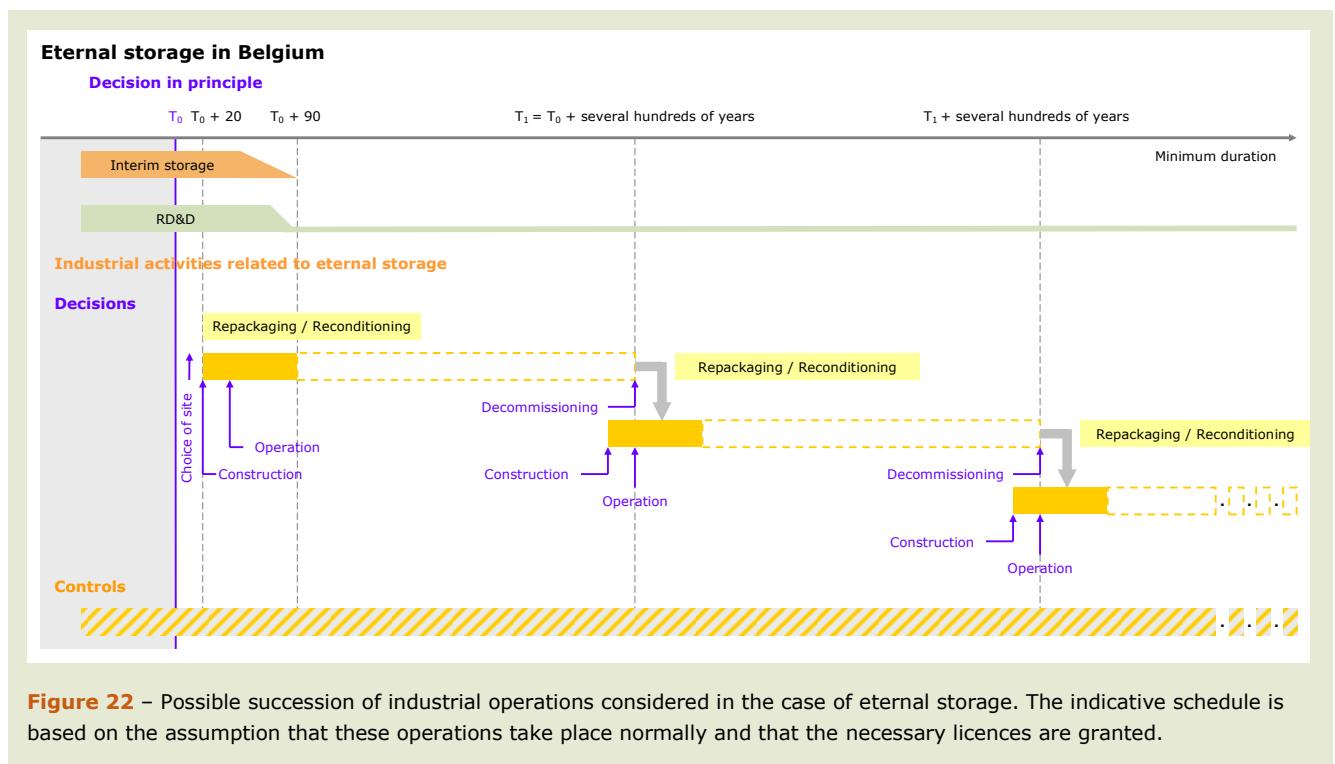 Eternal storage in Belgium
Decision in principle
T₀ T₀ + 20 T₀ + 90 T₁ = T₀ + several hundreds of years T₁ + several hundreds of years
Minimum duration
Interim storage
RD&D
Industrial activities related to eternal storage
Decisions
Repackaging / Reconditioning
Repackaging / Reconditioning
Choice of site
Decommissioning
Operation
Construction
Repackaging / Reconditioning
Construction
Decommissioning
Operation
Construction
Operation
Controls
Figure 22 – Possible succession of industrial operations considered in the case of eternal storage. The indicative schedule is
based on the assumption that these operations take place normally and that the necessary licences are granted.